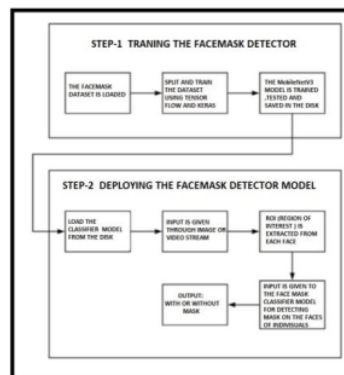 STEP-1 TRANING THE FACEMASK DETECTOR
THE FACEMASK
DATASET IS LOADED
SPLIT AND TRAIN
THE DATASET
USING TENSOR
FLOW AND KERAS
THE MobileNetV3
MODEL IS TRAINED
,TESTED AND
SAVED IN THE DISK
STEP-2 DEPLOYING THE FACEMASK DETECTOR MODEL
LOAD THE
CLASSIFIER MODEL
FROM THE DISK
INPUT IS GIVEN
THROUGH IMAGE OR
VIDEO STREAM
ROI (REGION OF
INTEREST ) IS
EXTRACTED FROM
EACH FACE
INPUT IS GIVEN TO
THE FACE MASK
CLASSIFIER MODEL
FOR DETECTING
MASK ON THE FACES
OF INDIVISUALS
OUTPUT:
WITH OR WITHOUT
MASK